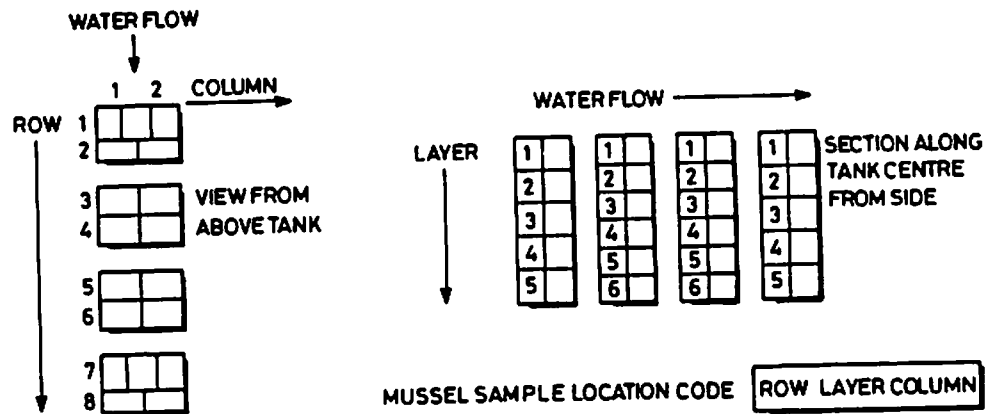 WATER FLOW
1 2
COLUMN
ROW
1
2
3
4
5
6
7
8
VIEW FROM
ABOVE TANK
WATER FLOW
LAYER
1 1 1 1
2 2 2 2
3 3 3 3
4 4 4 4
5 5 5 5
6 6
SECTION ALONG
TANK CENTRE
FROM SIDE
MUSSEL SAMPLE LOCATION CODE
ROW LAYER COLUMN